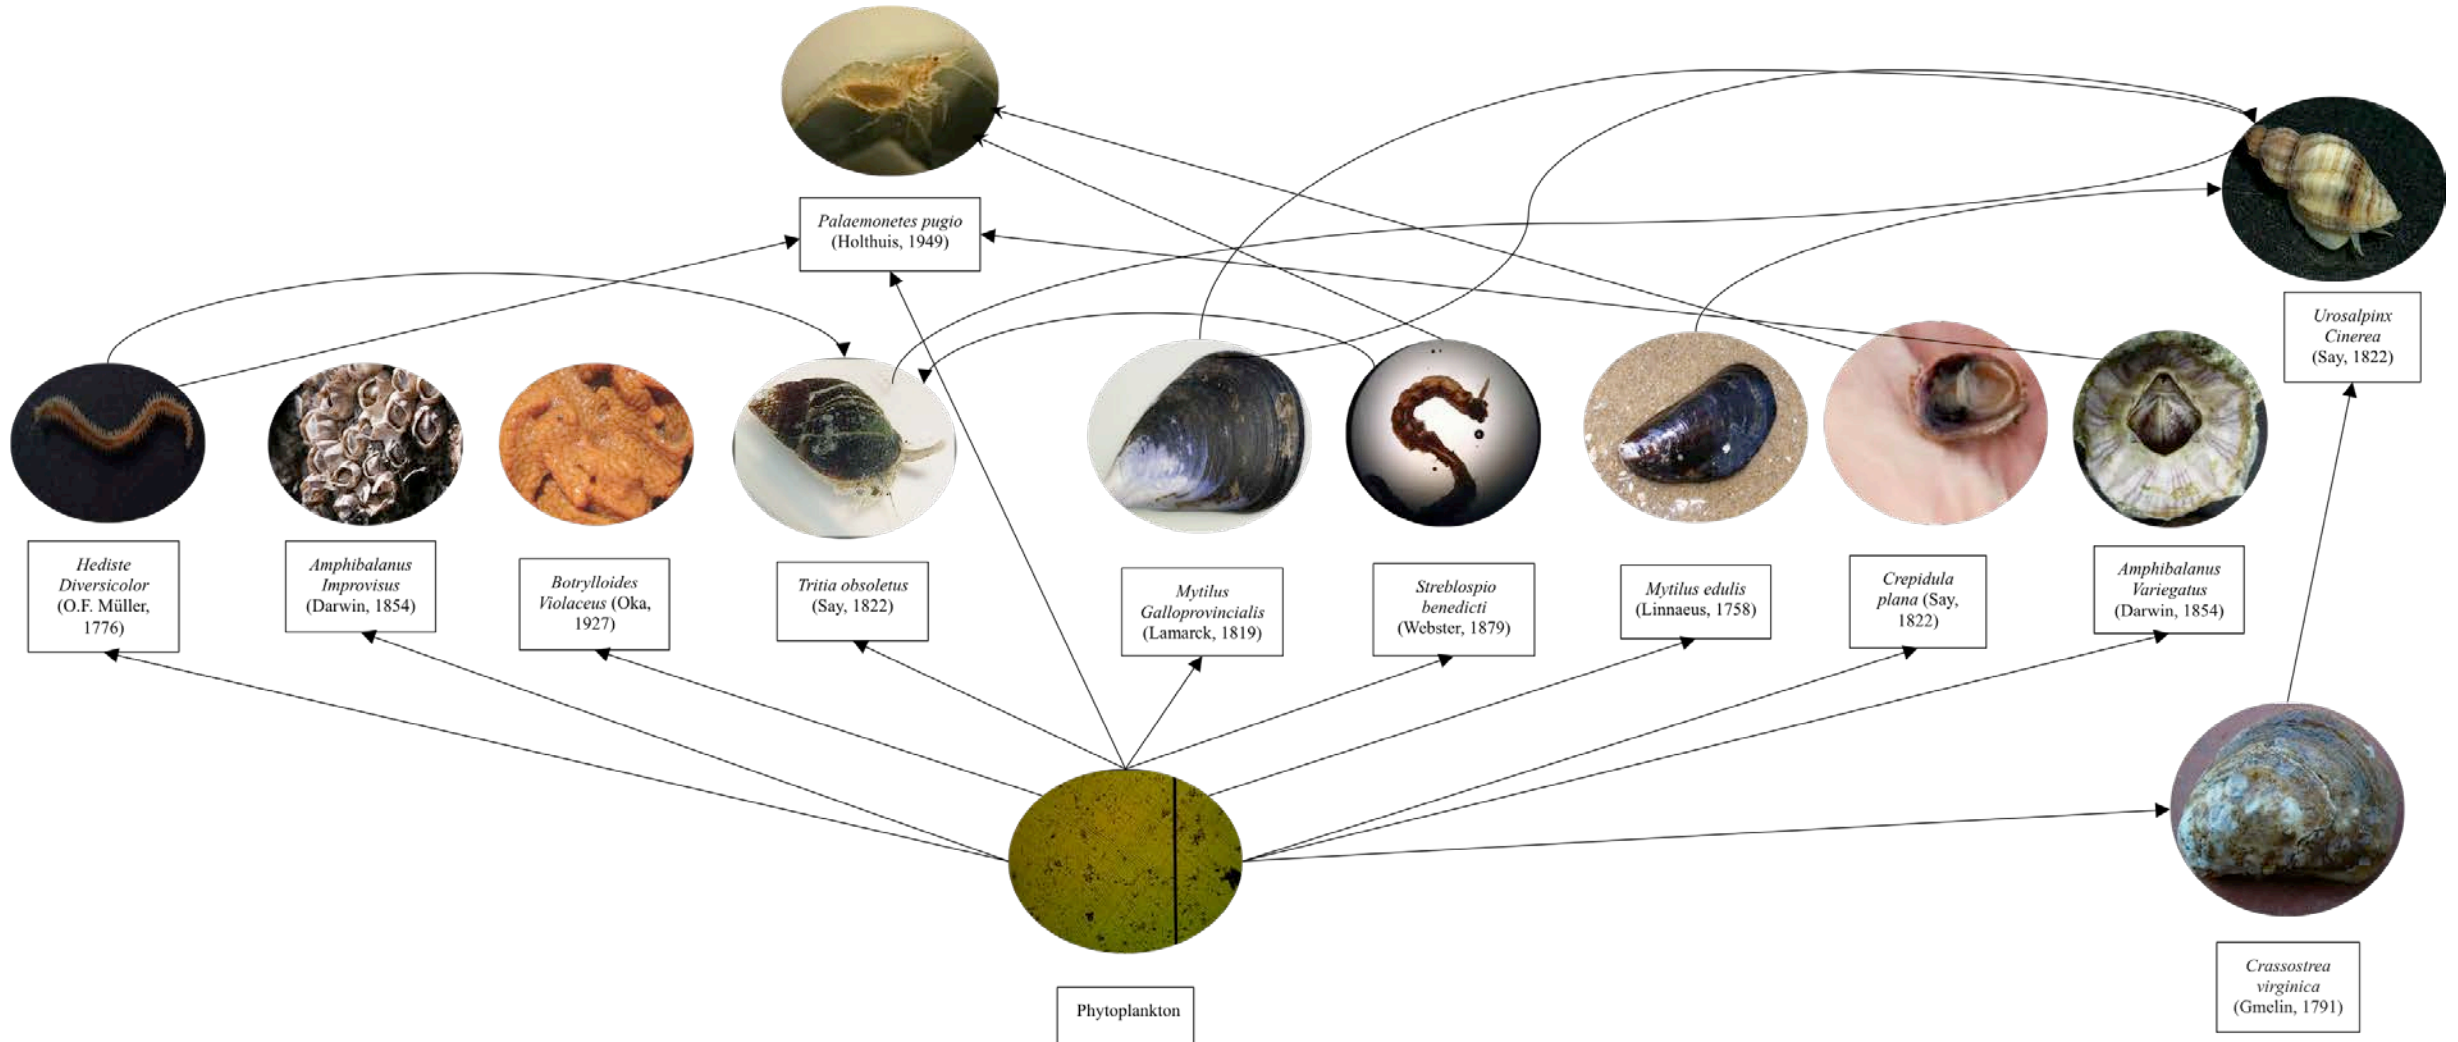 Palaemonetes pugio
(Holthuis, 1949)
Urosalpinx
Cinerea
(Say, 1822)
Hediste
Diversicolor
(O.F. Müller,
1776)
Amphibalanus
Improvisus
(Darwin, 1854)
Botrylloides
Violaceus (Oka,
1927)
Tritia obsoletus
(Say, 1822)
Mytilus
Galloprovincialis
(Lamarck, 1819)
Streblospio
benedicti
(Webster, 1879)
Mytilus edulis
(Linnaeus, 1758)
Crepidula
plana (Say,
1822)
Amphibalanus
Variegatus
(Darwin, 1854)
Phytoplankton
Crassostrea
virginica
(Gmelin, 1791)